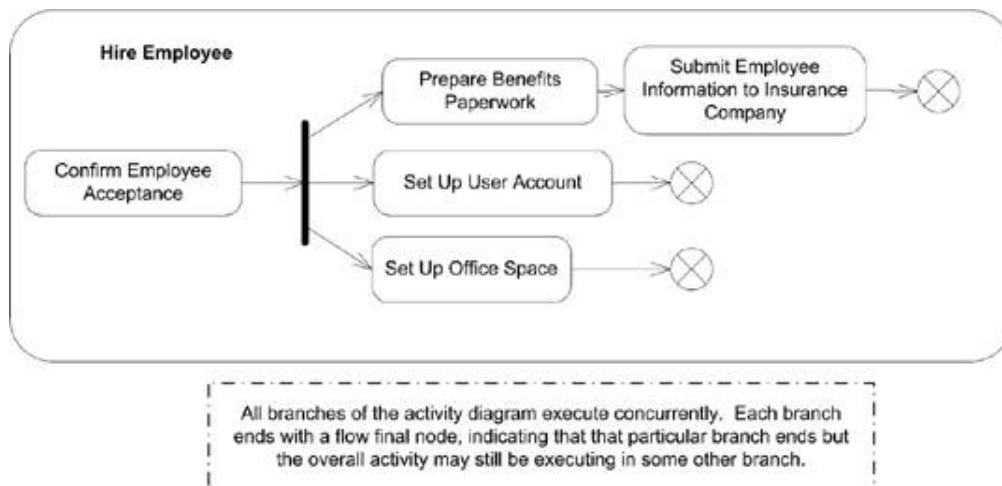 Hire Employee
Prepare Benefits
Paperwork
Submit Employee
Information to Insurance
Company
Confirm Employee
Acceptance
Set Up User Account
Set Up Office Space
All branches of the activity diagram execute concurrently. Each branch
ends with a flow final node, indicating that that particular branch ends but
the overall activity may still be executing in some other branch.